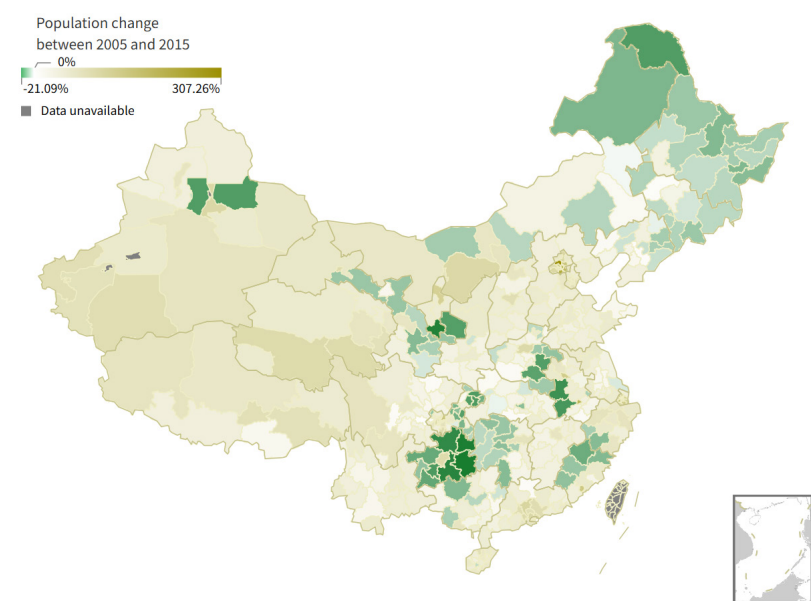 Population change
between 2005 and 2015
0%
-21.09% 307.26%
Data unavailable